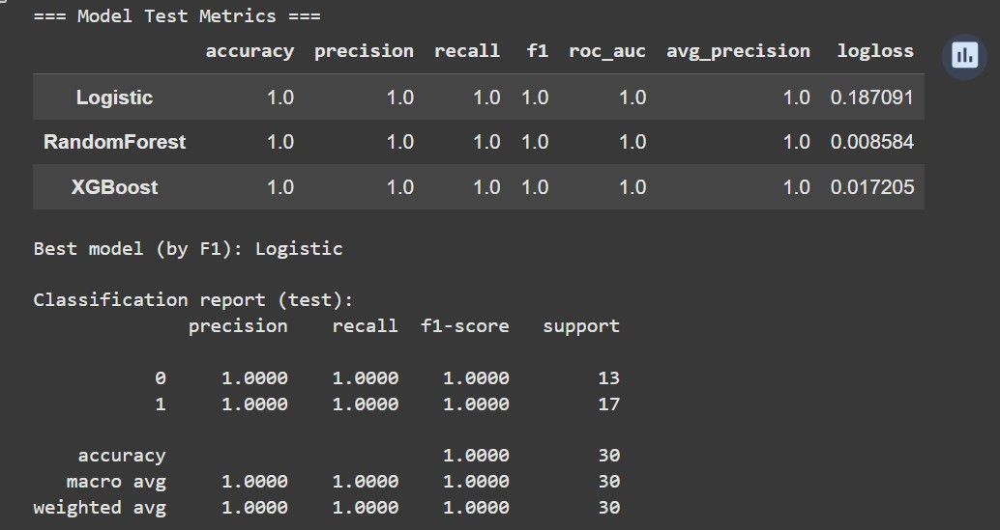 === Model Test Metrics ===
accuracy precision recall f1 roc_auc avg_precision logloss
Logistic 1.0 1.0 1.0 1.0 1.0 1.0 0.187091
RandomForest 1.0 1.0 1.0 1.0 1.0 1.0 0.008584
XGBoost 1.0 1.0 1.0 1.0 1.0 1.0 0.017205
Best model (by F1): Logistic
Classification report (test):
precision recall f1-score support
0 1.0000 1.0000 1.0000 13
1 1.0000 1.0000 1.0000 17
accuracy 1.0000 30
macro avg 1.0000 1.0000 1.0000 30
weighted avg 1.0000 1.0000 1.0000 30